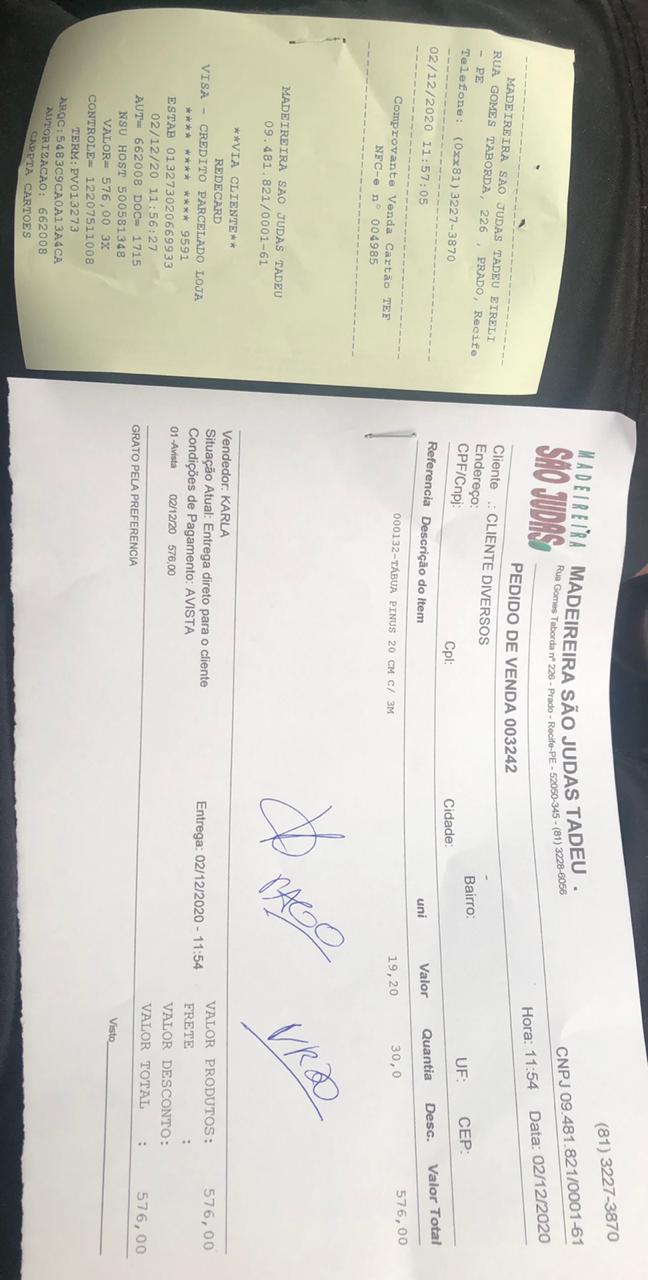 MADEIREIRA SAO JUDAS TADEU EIRELI
RUA GOMES TABORDA, 226 , PRADO, Recife
- PE
Telefone: (0xx81)3227-3870
02/12/2020 11:57:05
Comprovante Venda Cartão TEF
NFC-e n° 004985
MADEIREIRA SAO JUDAS TADEU
09.481.821/0001-61
**VIA CLIENTE**
REDECARD
VISA - CREDITO PARCELADO LOJA
**** **** **** 9591
ESTAB 013273020669933
02/12/20 11:56:27
AUT= 662008 DOC= 1715
NSU HOST 500581348
VALOR= 576,00 3X
CONTROLE= 12207511008
TERM:PV013273
ARQC:5483C9CA0A13A4CA
AUTORIZACAO: 662008
CAPPTA CARTOES
MADEIREIRA
SÃO JUDAS
MADEIREIRA SÃO JUDAS TADEU .
(81) 3227-3870
Rua Gomes Taborda nº 226 - Prado - Recife-PE - 52050-345 - (81) 3228-6056
CNPJ 09.481.821/0001-61
PEDIDO DE VENDA 003242
Hora: 11:54 Data: 02/12/2020
Cliente .: CLIENTE DIVERSOS
-
Endereço:
Bairro:
CPF/Cnpj: Cpl: Cidade: UF: CEP:
Referencia Descrição do Item uni Valor Quantia Desc. Valor Total
000132-TÁBUA PINUS 20 CM C/ 3M 19,20 30,0 576,00
PAGO
Vendedor: KARLA
Situação Atual: Entrega direto para o cliente
Condições de Pagamento: AVISTA
01-Avista 02/12/20 576,00
Entrega: 02/12/2020 - 11:54
VALOR PRODUTOS: 576,00
FRETE :
VALOR DESCONTO:
VALOR TOTAL : 576,00
GRATO PELA PREFERENCIA
Visto